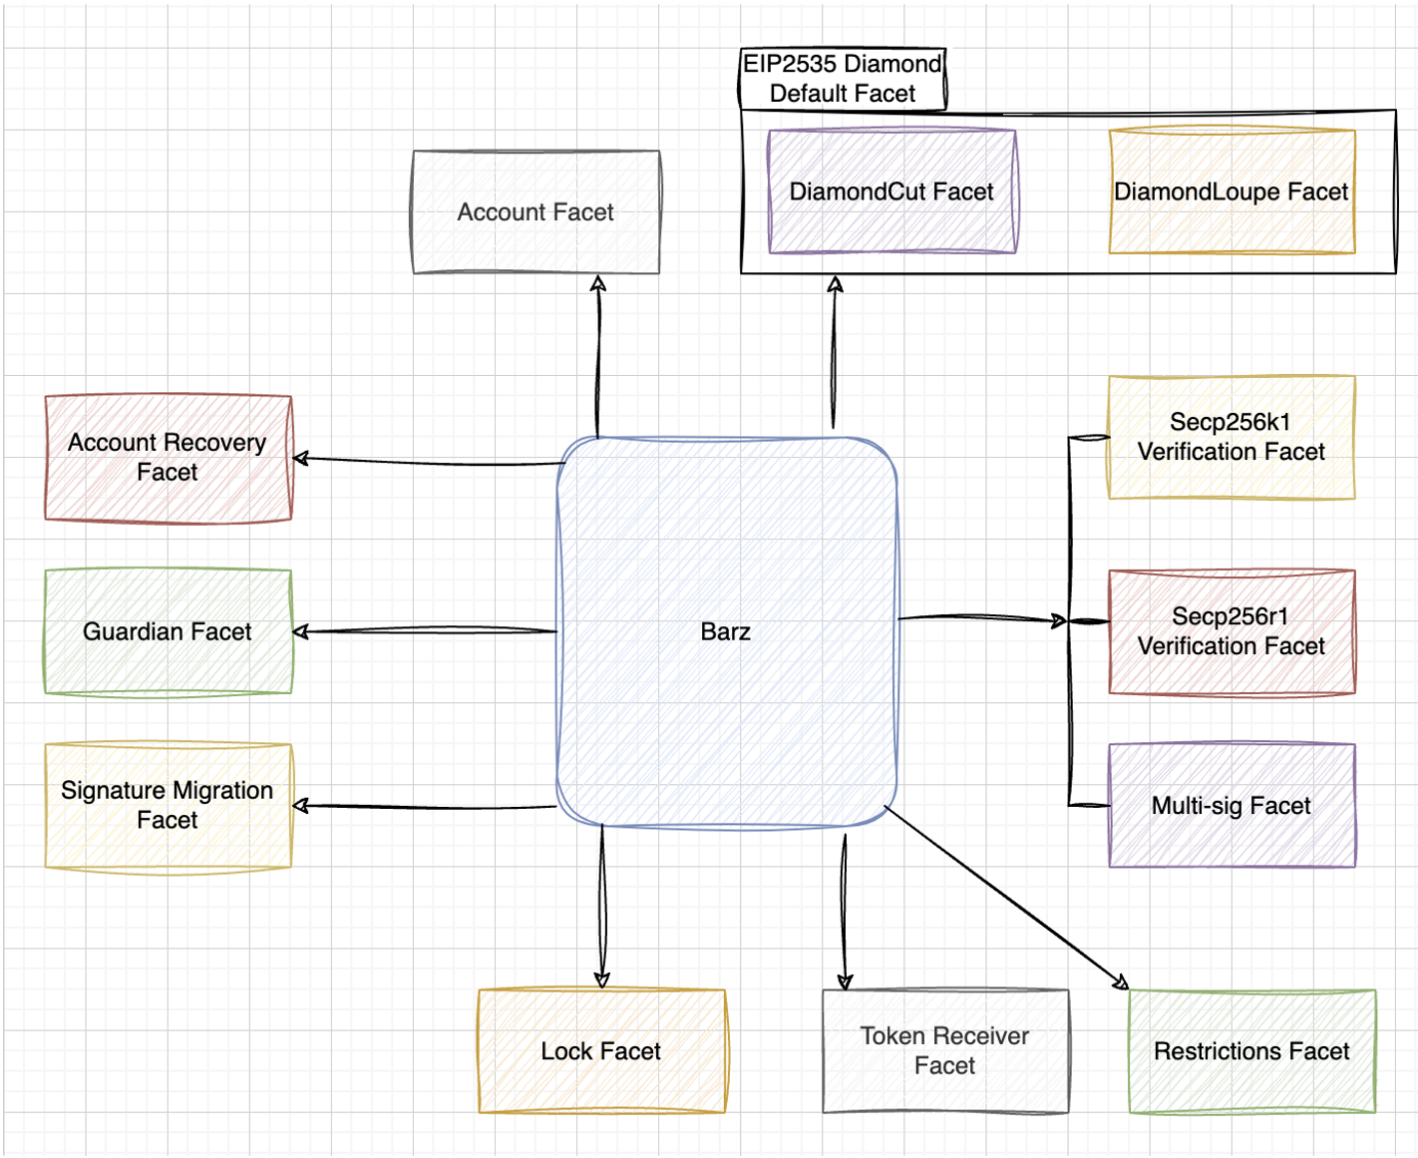 EIP2535 Diamond
Default Facet
DiamondCut Facet
DiamondLoupe Facet
Account Facet
Account Recovery
Facet
Secp256k1
Verification Facet
Guardian Facet
Barz
Secp256r1
Verification Facet
Signature Migration
Facet
Multi-sig Facet
Lock Facet
Token Receiver
Facet
Restrictions Facet